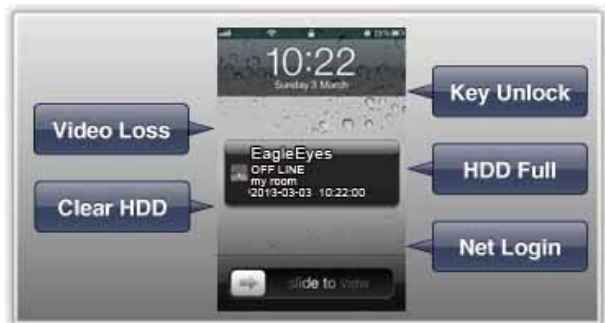 10:22
Sunday 3 March
Key Unlock
Video Loss
EagleEyes
OFF LINE
my room
2013-03-03 10:22:00
HDD Full
Clear HDD
Net Login
slide to view